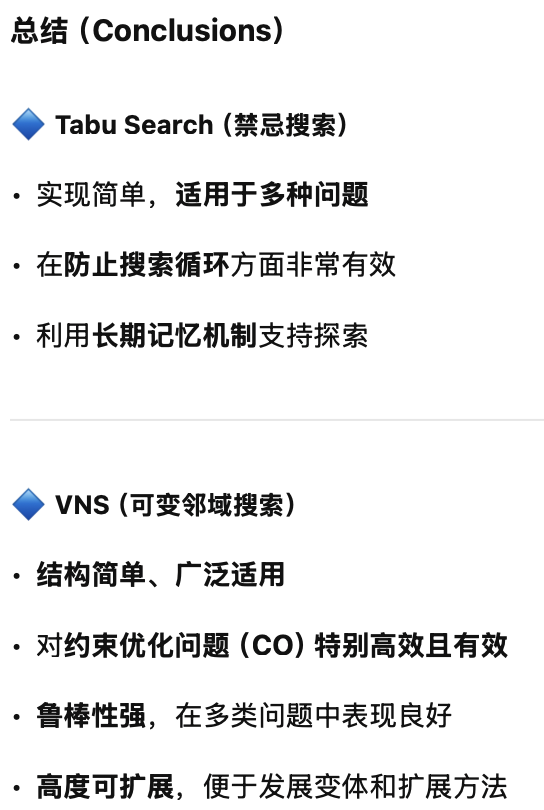 总结（Conclusions）
Tabu Search（禁忌搜索）
• 实现简单，适用于多种问题
• 在防止搜索循环方面非常有效
• 利用长期记忆机制支持探索
VNS（可变邻域搜索）
• 结构简单、广泛适用
• 对约束优化问题（CO）特别高效且有效
• 鲁棒性强，在多类问题中表现良好
• 高度可扩展，便于发展变体和扩展方法